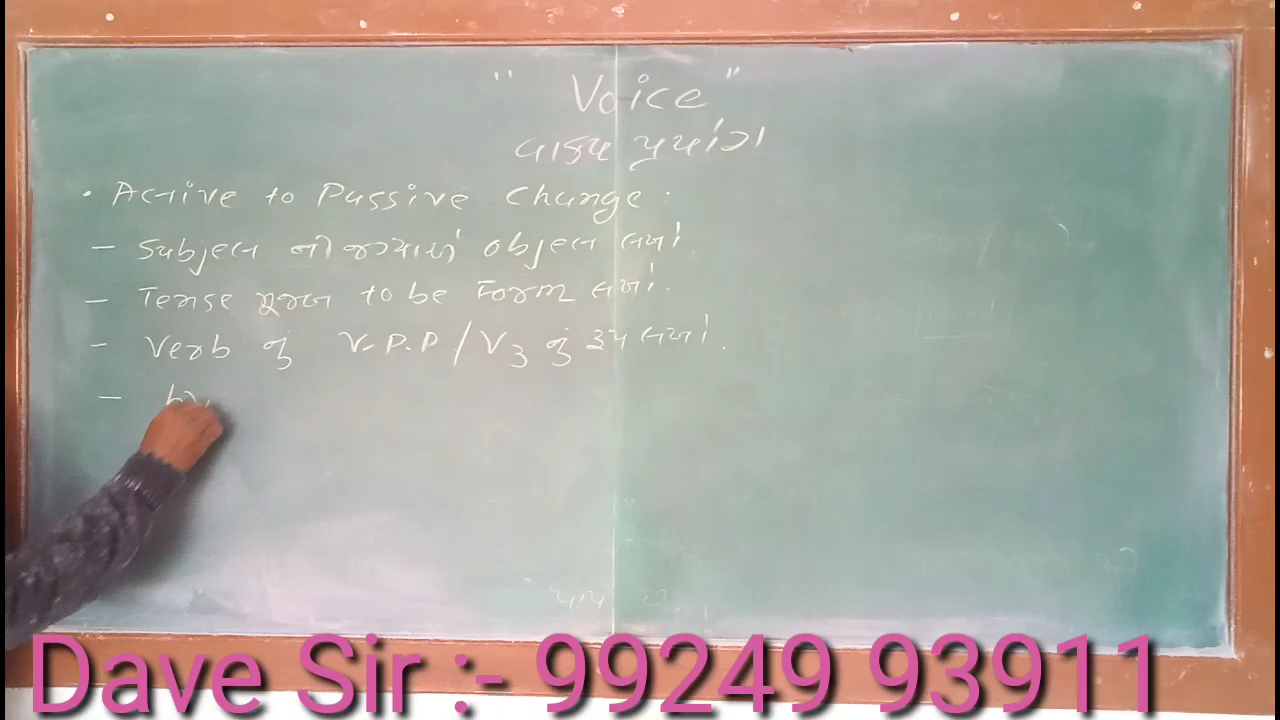 " Voice "
વાક્ય પ્રયોગ
• Active to Passive Change :
- Subject ની જગ્યાએ object લખો.
- Tense મુજબ to be Form લખો.
- Verb નું V.P.P / V3 નું રૂપ લખો.
- by
Dave Sir :- 99249 93911